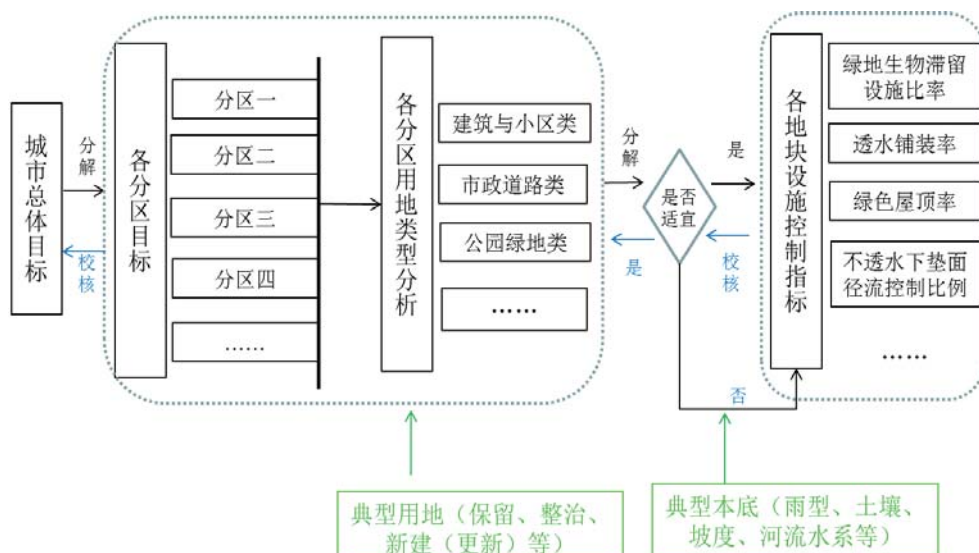 城市总体目标
分解
校核
各分区目标
分区一
分区二
分区三
分区四
……
各分区用地类型分析
建筑与小区类
市政道路类
公园绿地类
……
分解
是
是否
适宜
是
校核
否
各地块设施控制指标
绿地生物滞留
设施比率
透水铺装率
绿色屋顶率
不透水下垫面
径流控制比例
……
典型用地（保留、整治、
新建（更新）等）
典型本底（雨型、土壤、
坡度、河流水系等）